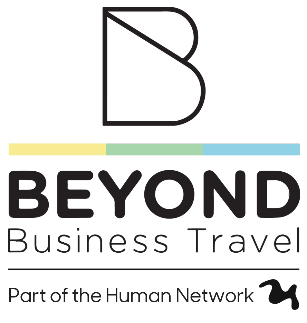 B
BEYOND
Business Travel
Part of the Human Network